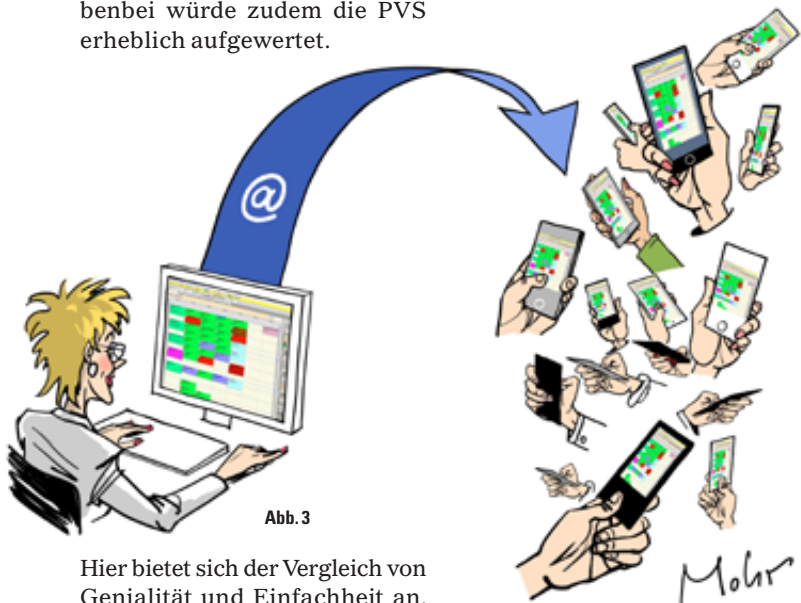 benbei würde zudem die PVS
erheblich aufgewertet.
@
Abb. 3
Hier bietet sich der Vergleich von
Genialität und Einfachheit an.
Mohr